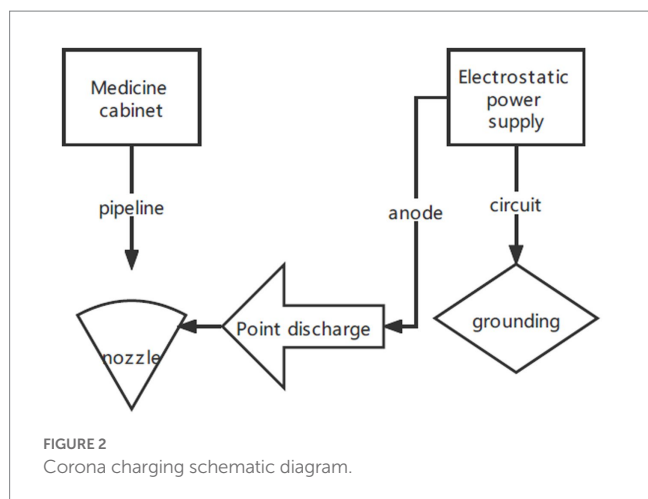 Medicine
cabinet
Electrostatic
power
supply
pipeline
anode
circuit
Point discharge
grounding
nozzle
FIGURE 2
Corona charging schematic diagram.